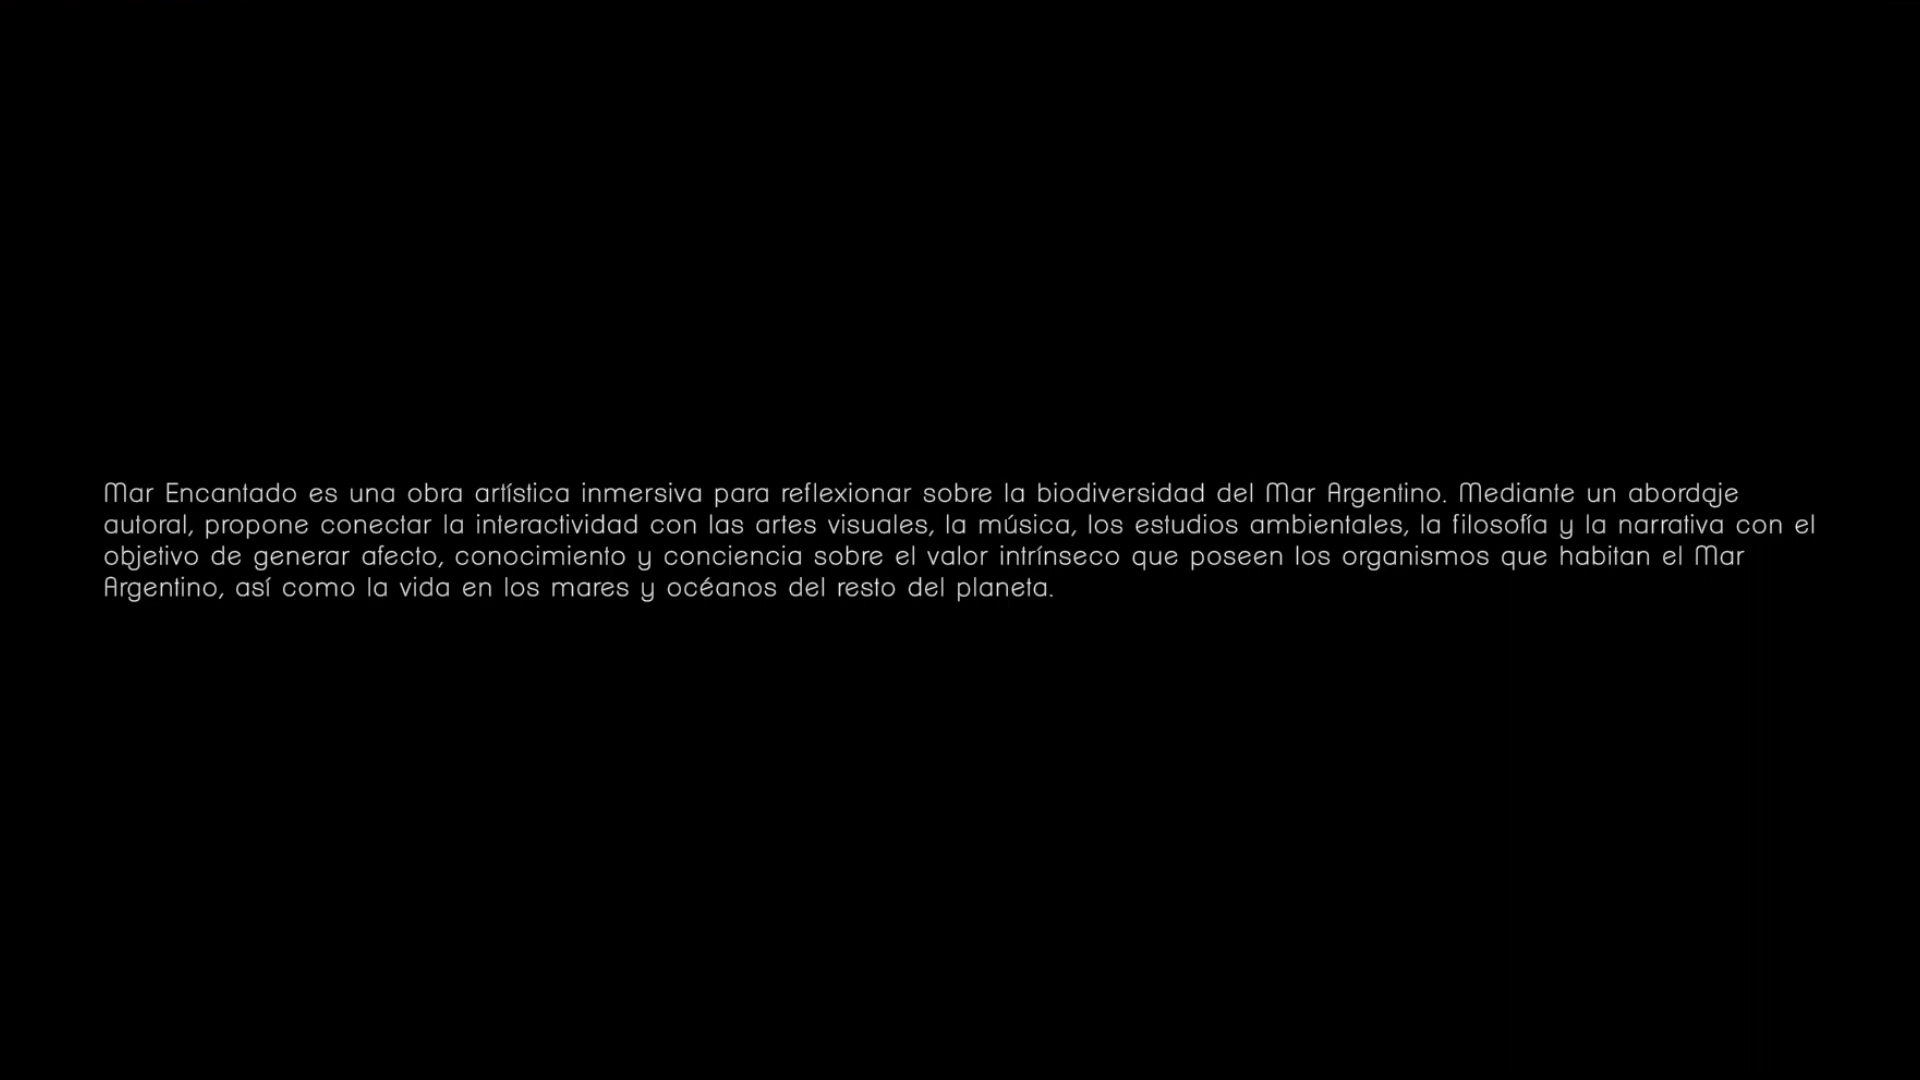 Mar Encantado es una obra artística inmersiva para reflexionar sobre la biodiversidad del Mar Argentino. Mediante un abordaje
autoral, propone conectar la interactividad con las artes visuales, la música, los estudios ambientales, la filosofía y la narrativa con el
objetivo de generar afecto, conocimiento y conciencia sobre el valor intrínseco que poseen los organismos que habitan el Mar
Argentino, así como la vida en los mares y océanos del resto del planeta.